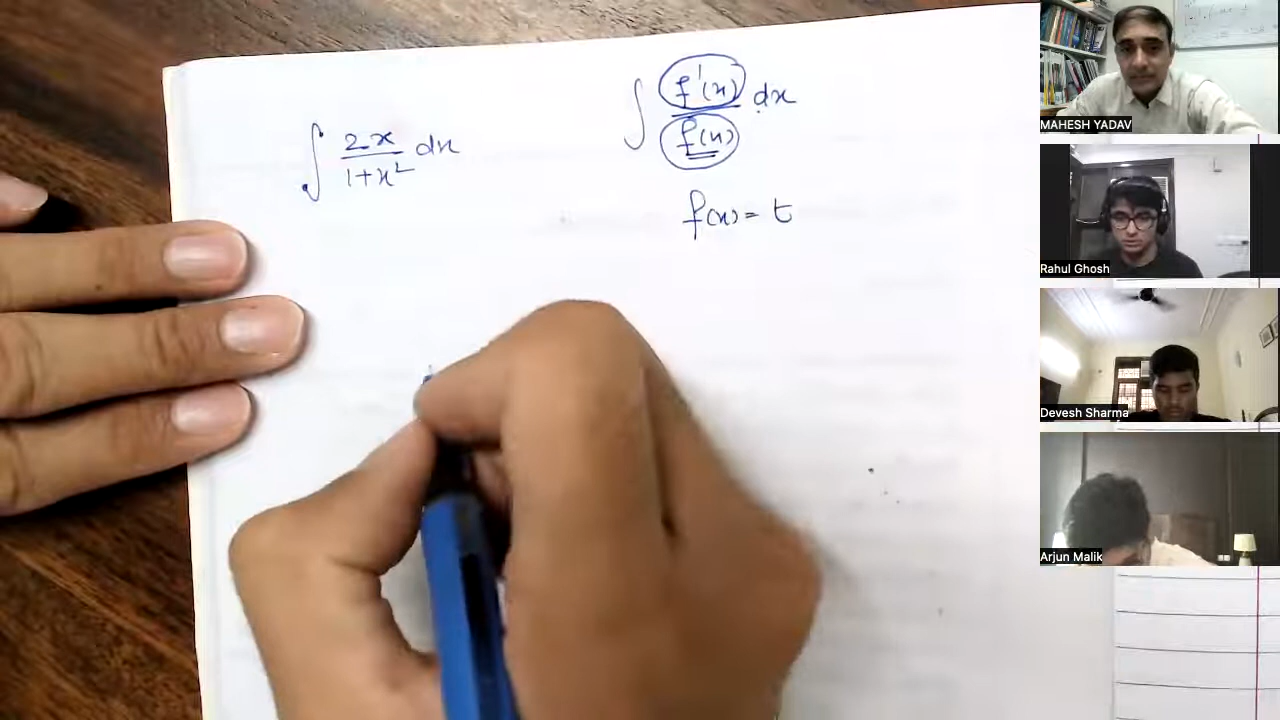 ∫ 2x/(1+x²) dx
∫ f'(x)/f(x) dx
f(x) = t
MAHESH YADAV
Rahul Ghosh
Devesh Sharma
Arjun Malik